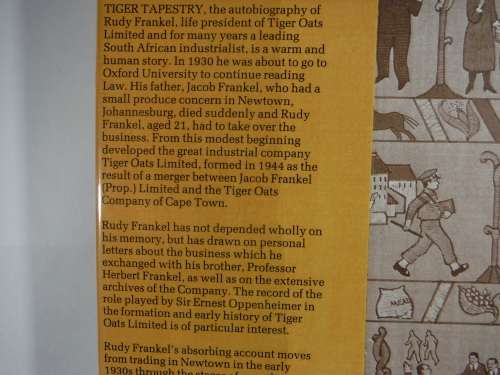 TIGER TAPESTRY, the autobiography of
Rudy Frankel, life president of Tiger Oats
Limited and for many years a leading
South African industrialist, is a warm and
human story. In 1930 he was about to go to
Oxford University to continue reading
Law. His father, Jacob Frankel, who had a
small produce concern in Newtown,
Johannesburg, died suddenly and Rudy
Frankel, aged 21, had to take over the
business. From this modest beginning
developed the great industrial company
Tiger Oats Limited, formed in 1944 as the
result of a merger between Jacob Frankel
(Prop.) Limited and the Tiger Oats
Company of Cape Town.
Rudy Frankel has not depended wholly on
his memory, but has drawn on personal
letters about the business which he
exchanged with his brother, Professor
Herbert Frankel, as well as on the extensive
archives of the Company. The record of the
role played by Sir Ernest Oppenheimer in
the formation and early history of Tiger
Oats Limited is of particular interest.
Rudy Frankel's absorbing account moves
from trading in Newtown in the early
1930s through the